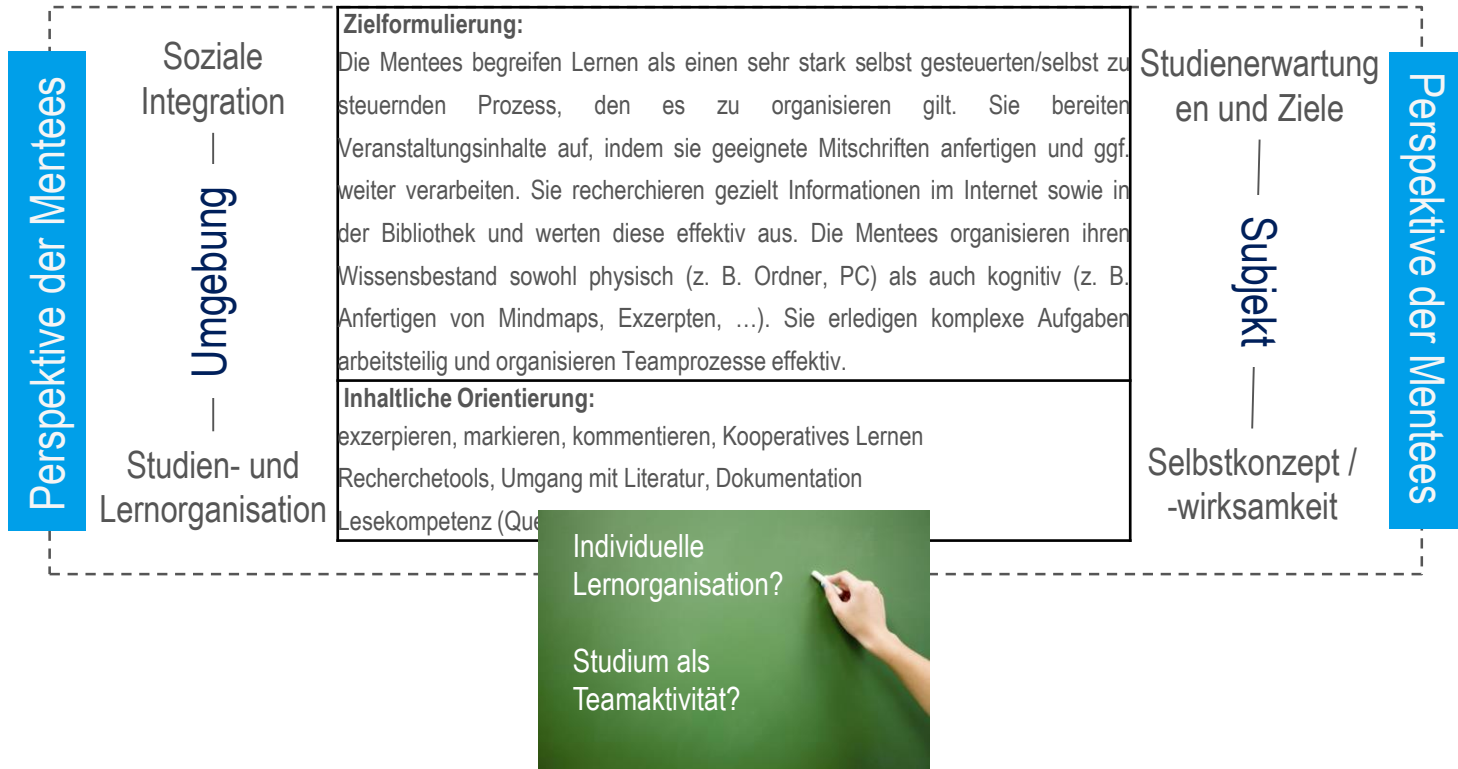 Perspektive der Mentees
Soziale
Integration
Umgebung
Studien- und
Lernorganisation
Zielformulierung:
Die Mentees begreifen Lernen als einen sehr stark selbst gesteuerten/selbst zu
steuernden Prozess, den es zu organisieren gilt. Sie bereiten
Veranstaltungsinhalte auf, indem sie geeignete Mitschriften anfertigen und ggf.
weiter verarbeiten. Sie recherchieren gezielt Informationen im Internet sowie in
der Bibliothek und werten diese effektiv aus. Die Mentees organisieren ihren
Wissensbestand sowohl physisch (z. B. Ordner, PC) als auch kognitiv (z. B.
Anfertigen von Mindmaps, Exzerpten, …). Sie erledigen komplexe Aufgaben
arbeitsteilig und organisieren Teamprozesse effektiv.
Inhaltliche Orientierung:
exzerpieren, markieren, kommentieren, Kooperatives Lernen
Recherchetools, Umgang mit Literatur, Dokumentation
Lesekompetenz
Individuelle
Lernorganisation?
Studium als
Teamaktivität?
Studienerwartung
en und Ziele
Subjekt
Selbstkonzept /
-wirksamkeit
Perspektive der Mentees